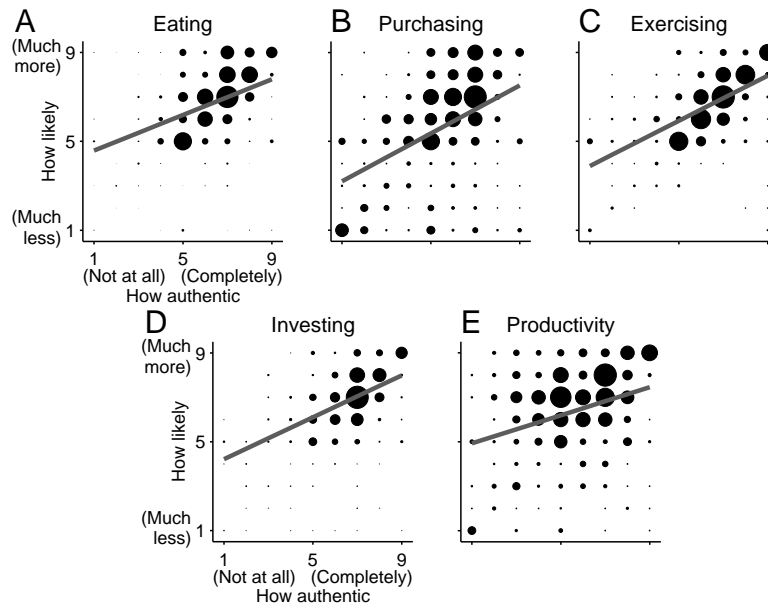 A
Eating
(Much
more)
9
5
(Much
less)
1
How likely
1
5
9
(Not at all)
(Completely)
How authentic
B
Purchasing
C
Exercising
D
Investing
(Much
more)
9
5
(Much
less)
1
How likely
1
5
9
(Not at all)
(Completely)
How authentic
E
Productivity